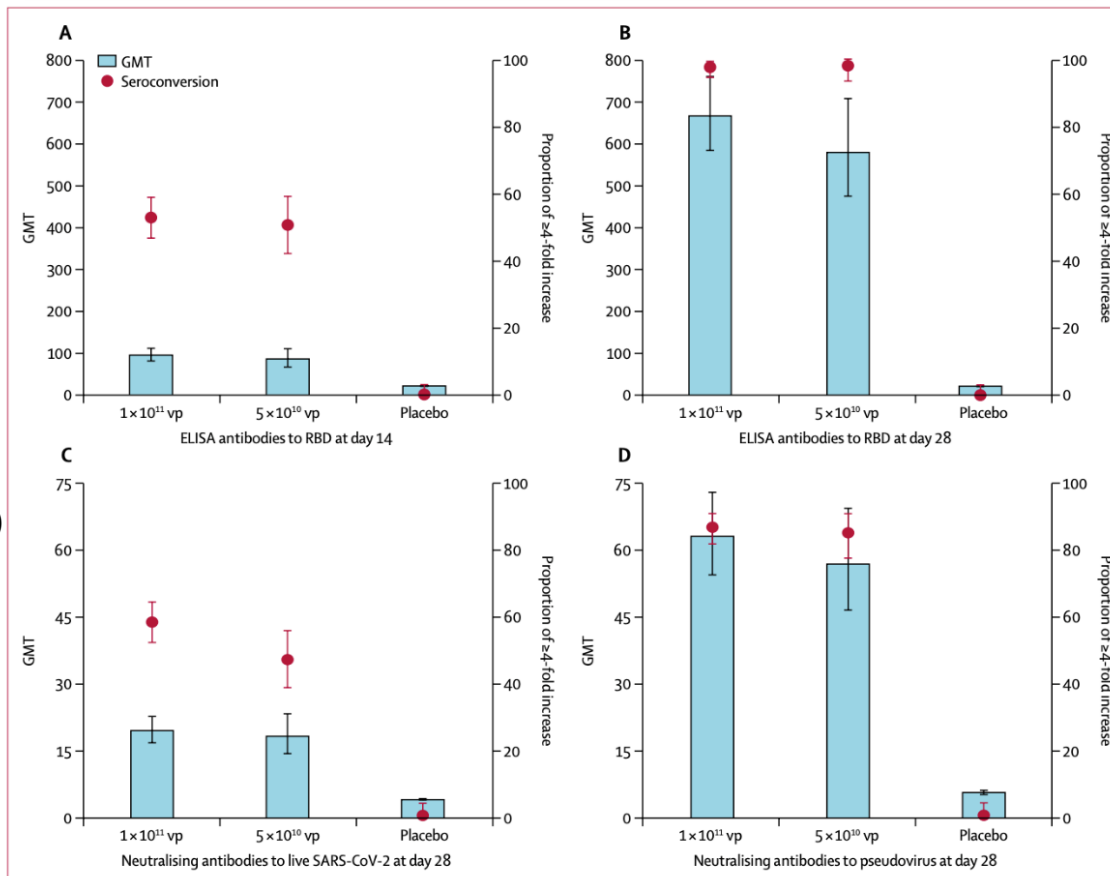 A
GMT
Seroconversion
800
700
600
500
400
300
200
100
0
GMT
100
80
60
40
20
0
Proportion of ≥4-fold increase
1 × 10¹¹ vp
5 × 10¹⁰ vp
Placebo
ELISA antibodies to RBD at day 14
B
800
700
600
500
400
300
200
100
0
GMT
100
80
60
40
20
0
Proportion of ≥4-fold increase
1 × 10¹¹ vp
5 × 10¹⁰ vp
Placebo
ELISA antibodies to RBD at day 28
C
75
60
45
30
15
0
GMT
100
80
60
40
20
0
Proportion of ≥4-fold increase
1 × 10¹¹ vp
5 × 10¹⁰ vp
Placebo
Neutralising antibodies to live SARS-CoV-2 at day 28
D
75
60
45
30
15
0
GMT
100
80
60
40
20
0
Proportion of ≥4-fold increase
1 × 10¹¹ vp
5 × 10¹⁰ vp
Placebo
Neutralising antibodies to pseudovirus at day 28